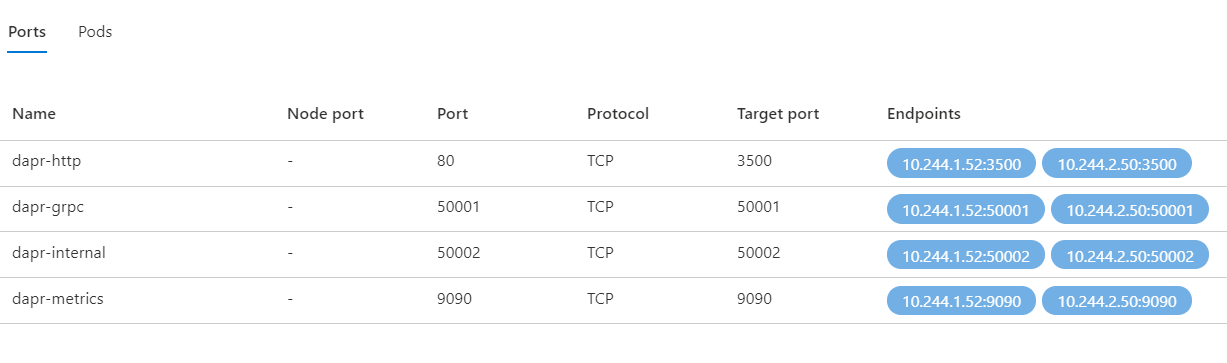 Ports Pods
Name Node port Port Protocol Target port Endpoints
dapr-http - 80 TCP 3500 10.244.1.52:3500 10.244.2.50:3500
dapr-grpc - 50001 TCP 50001 10.244.1.52:50001 10.244.2.50:50001
dapr-internal - 50002 TCP 50002 10.244.1.52:50002 10.244.2.50:50002
dapr-metrics - 9090 TCP 9090 10.244.1.52:9090 10.244.2.50:9090